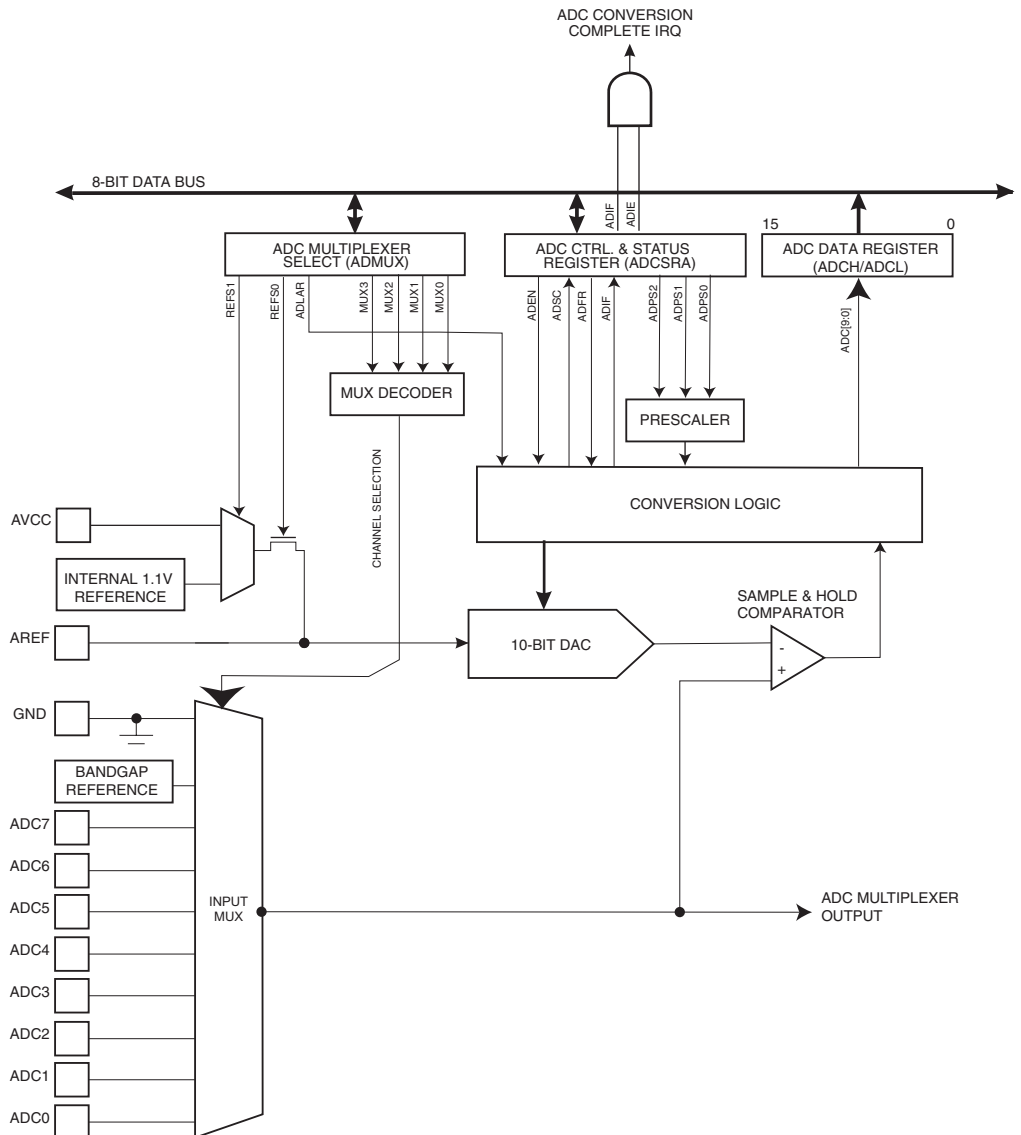 ADC CONVERSION
COMPLETE IRQ
8-BIT DATA BUS
ADIF
ADIE
15
0
ADC MULTIPLEXER
SELECT (ADMUX)
ADC CTRL. & STATUS
REGISTER (ADCSRA)
ADC DATA REGISTER
(ADCH/ADCL)
REFS1
REFS0
ADLAR
MUX3
MUX2
MUX1
MUX0
ADEN
ADSC
ADFR
ADIF
ADPS2
ADPS1
ADPS0
ADC[9:0]
MUX DECODER
PRESCALER
CHANNEL SELECTION
CONVERSION LOGIC
AVCC
INTERNAL 1.1V
REFERENCE
SAMPLE & HOLD
COMPARATOR
AREF
10-BIT DAC
-
+
GND
BANDGAP
REFERENCE
ADC7
ADC6
ADC5
INPUT
MUX
ADC MULTIPLEXER
OUTPUT
ADC4
ADC3
ADC2
ADC1
ADC0